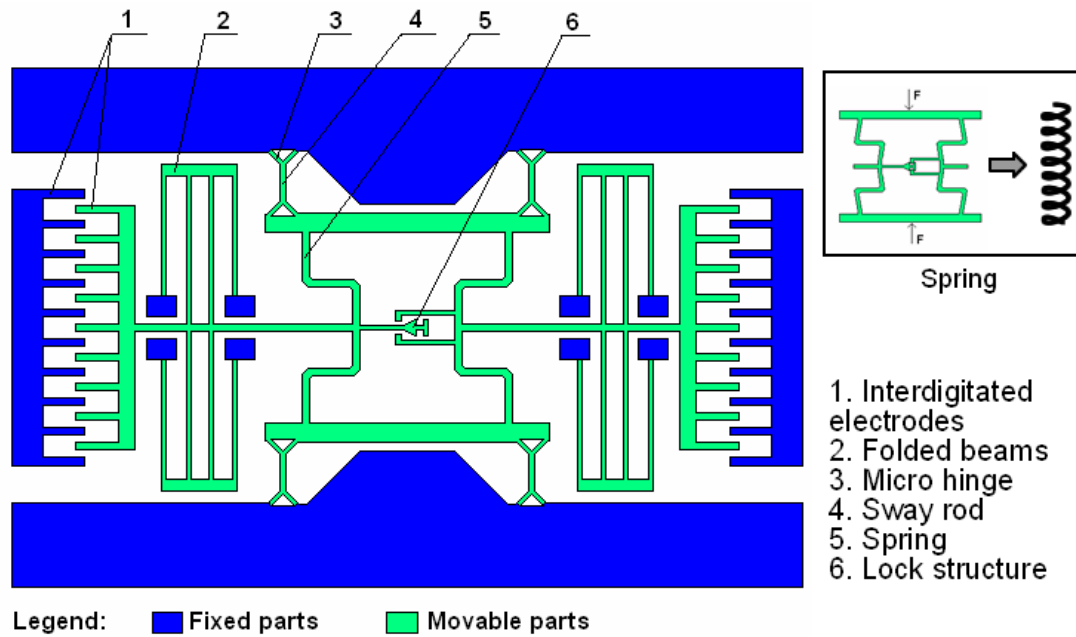 1
2
3
4
5
6
F
F
Spring
1. Interdigitated
electrodes
2. Folded beams
3. Micro hinge
4. Sway rod
5. Spring
6. Lock structure
Legend: Fixed parts Movable parts